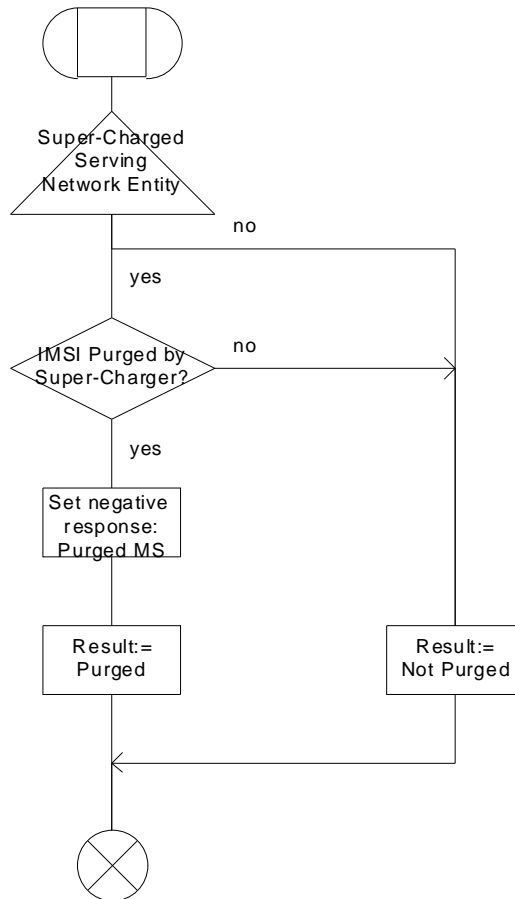 Super-Charged
Serving
Network Entity
no
yes
IMSI Purged by
Super-Charger?
no
yes
Set negative
response:
Purged MS
Result:=
Purged
Result:=
Not Purged